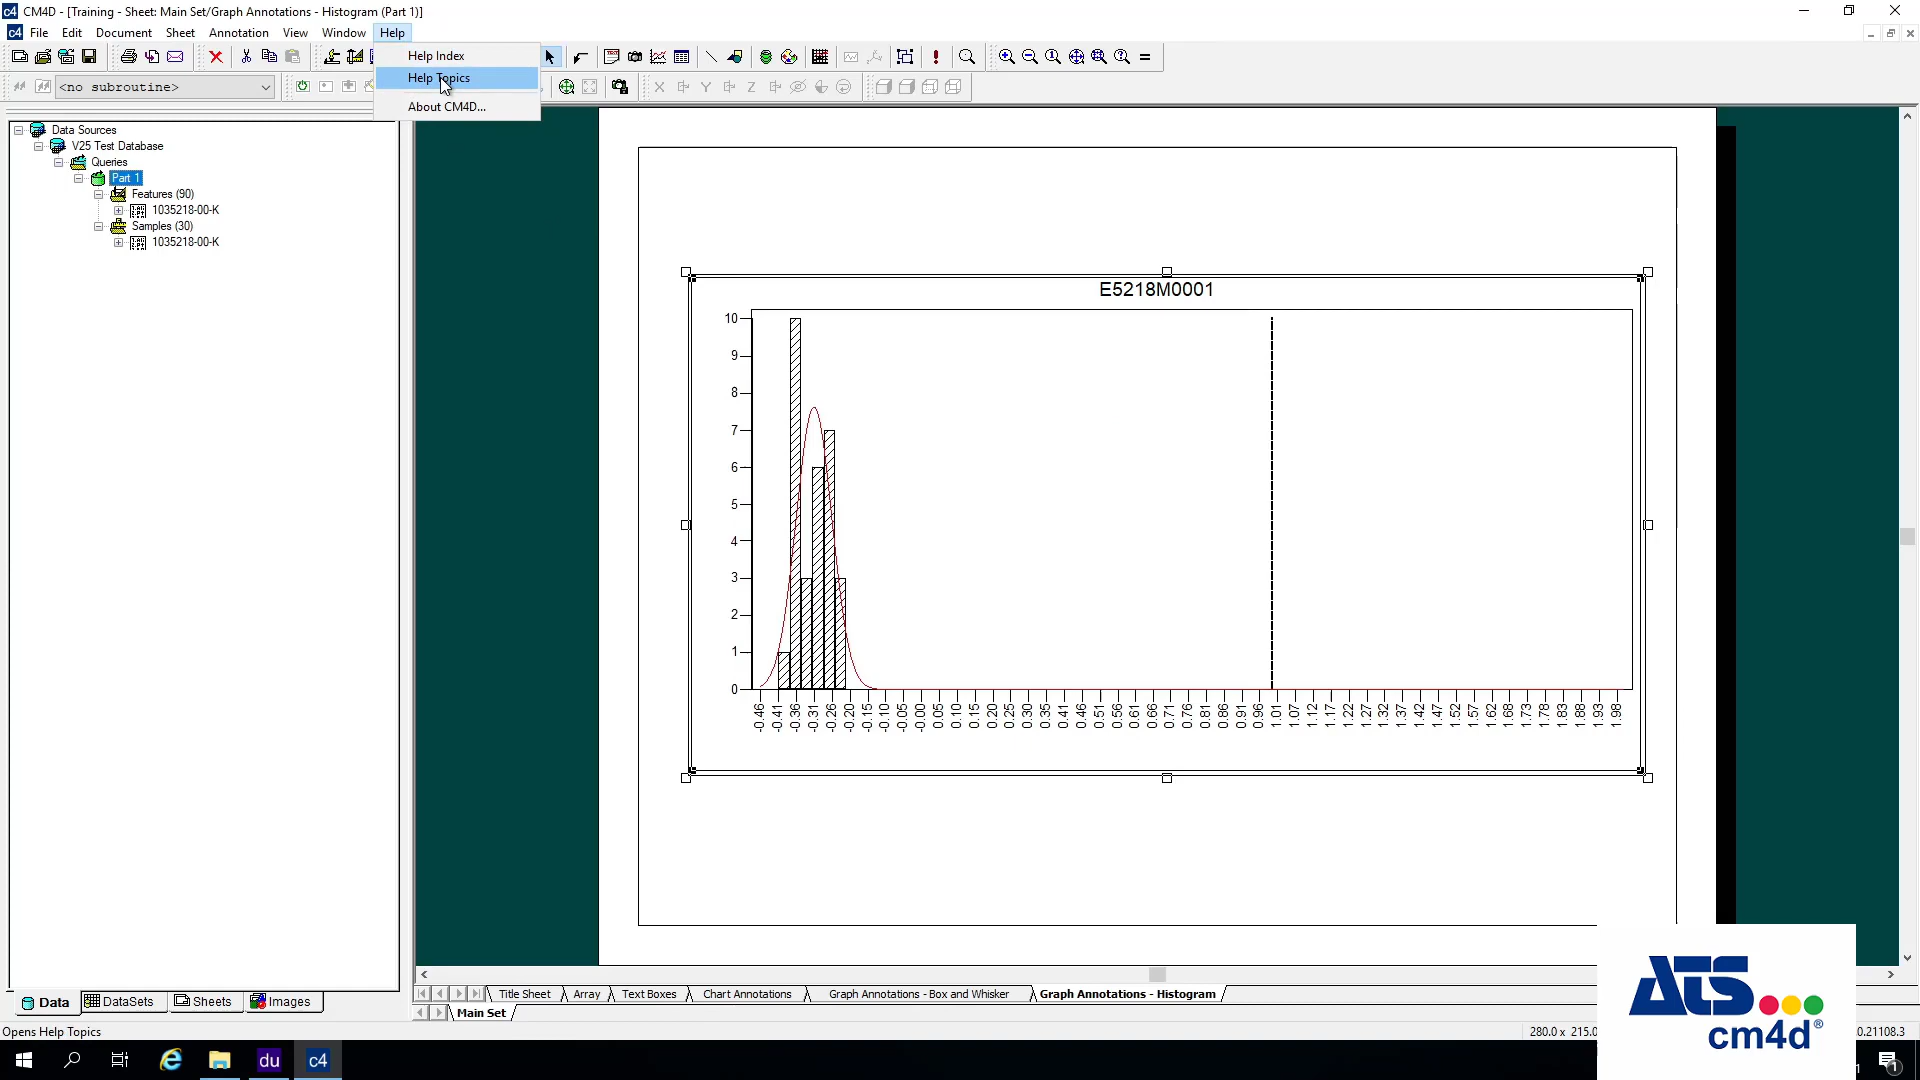 CM4D - [Training - Sheet: Main Set/Graph Annotations - Histogram (Part 1)]
File Edit Document Sheet Annotation View Window Help
Help Index
Help Topics
About CM4D...
<no subroutine>
X Y Z
Data Sources
V25 Test Database
Queries
Part 1
Features (90)
1035218-00-K
Samples (30)
1035218-00-K
E5218M0001
10
9
8
7
6
5
4
3
2
1
0
-0.46 -0.41 -0.36 -0.31 -0.26 -0.20 -0.15 -0.10 -0.05 -0.00 0.05 0.10 0.15 0.20 0.25 0.30 0.35 0.41 0.46 0.51 0.56 0.61 0.66 0.71 0.76 0.81 0.86 0.91 0.96 1.01 1.07 1.12 1.17 1.22 1.27 1.32 1.37 1.42 1.47 1.52 1.57 1.62 1.68 1.73 1.78 1.83 1.88 1.93 1.98
Data DataSets Sheets Images
Title Sheet Array Text Boxes Chart Annotations Graph Annotations - Box and Whisker Graph Annotations - Histogram
Main Set
Opens Help Topics
280.0 x 215.0
0.21108.3
ATS
cm4d®
du c4
1